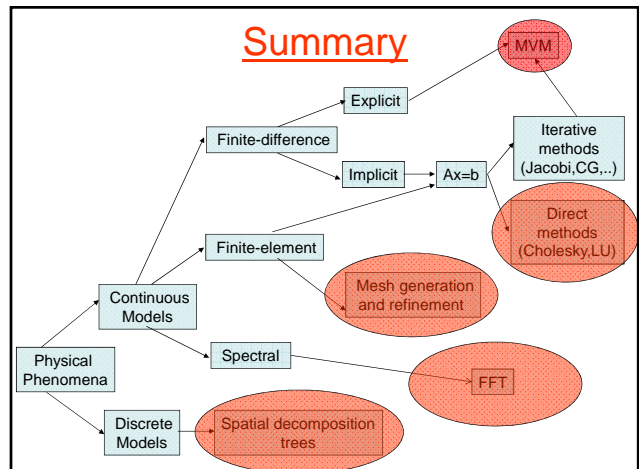 Summary
MVM
Explicit
Finite-difference
Iterative
methods
(Jacobi,CG,..)
Implicit
Ax=b
Direct
methods
(Cholesky,LU)
Finite-element
Mesh generation
and refinement
Continuous
Models
Physical
Phenomena
Spectral
FFT
Discrete
Models
Spatial decomposition
trees